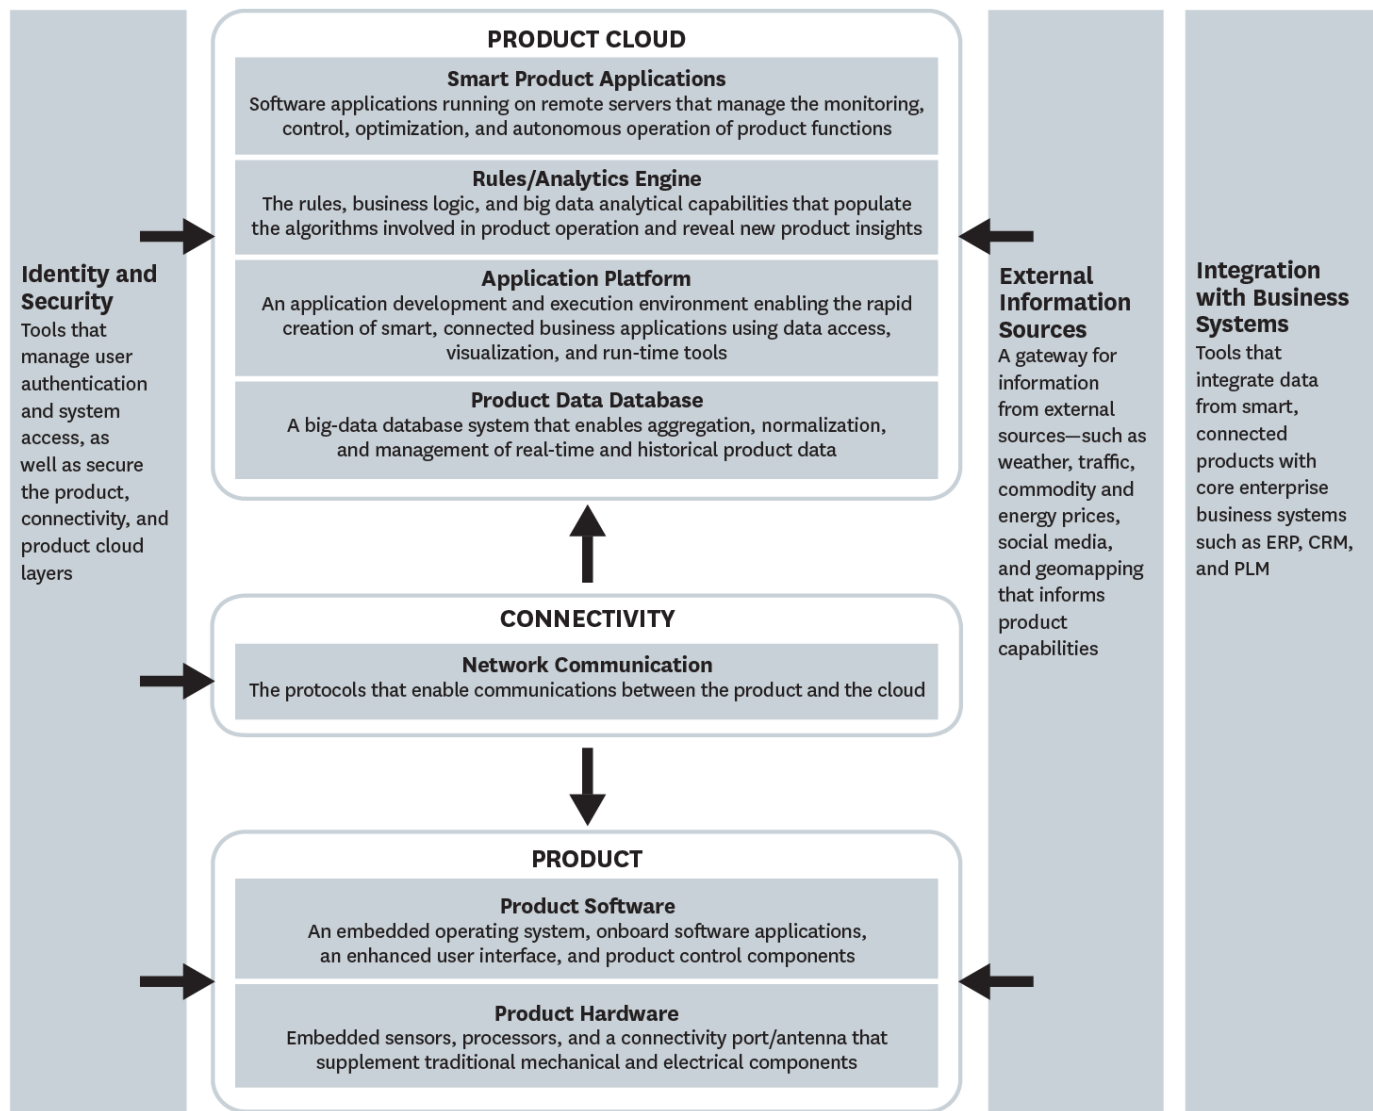 PRODUCT CLOUD
Smart Product Applications
Software applications running on remote servers that manage the monitoring,
control, optimization, and autonomous operation of product functions
Rules/Analytics Engine
The rules, business logic, and big data analytical capabilities that populate
the algorithms involved in product operation and reveal new product insights
Application Platform
An application development and execution environment enabling the rapid
creation of smart, connected business applications using data access,
visualization, and run-time tools
Product Data Database
A big-data database system that enables aggregation, normalization,
and management of real-time and historical product data
CONNECTIVITY
Network Communication
The protocols that enable communications between the product and the cloud
PRODUCT
Product Software
An embedded operating system, onboard software applications,
an enhanced user interface, and product control components
Product Hardware
Embedded sensors, processors, and a connectivity port/antenna that
supplement traditional mechanical and electrical components
Identity and
Security
Tools that
manage user
authentication
and system
access, as
well as secure
the product,
connectivity, and
product cloud
layers
External
Information
Sources
A gateway for
information
from external
sources—such as
weather, traffic,
commodity and
energy prices,
social media,
and geomapping
that informs
product
capabilities
Integration
with Business
Systems
Tools that
integrate data
from smart,
connected
products with
core enterprise
business systems
such as ERP, CRM,
and PLM